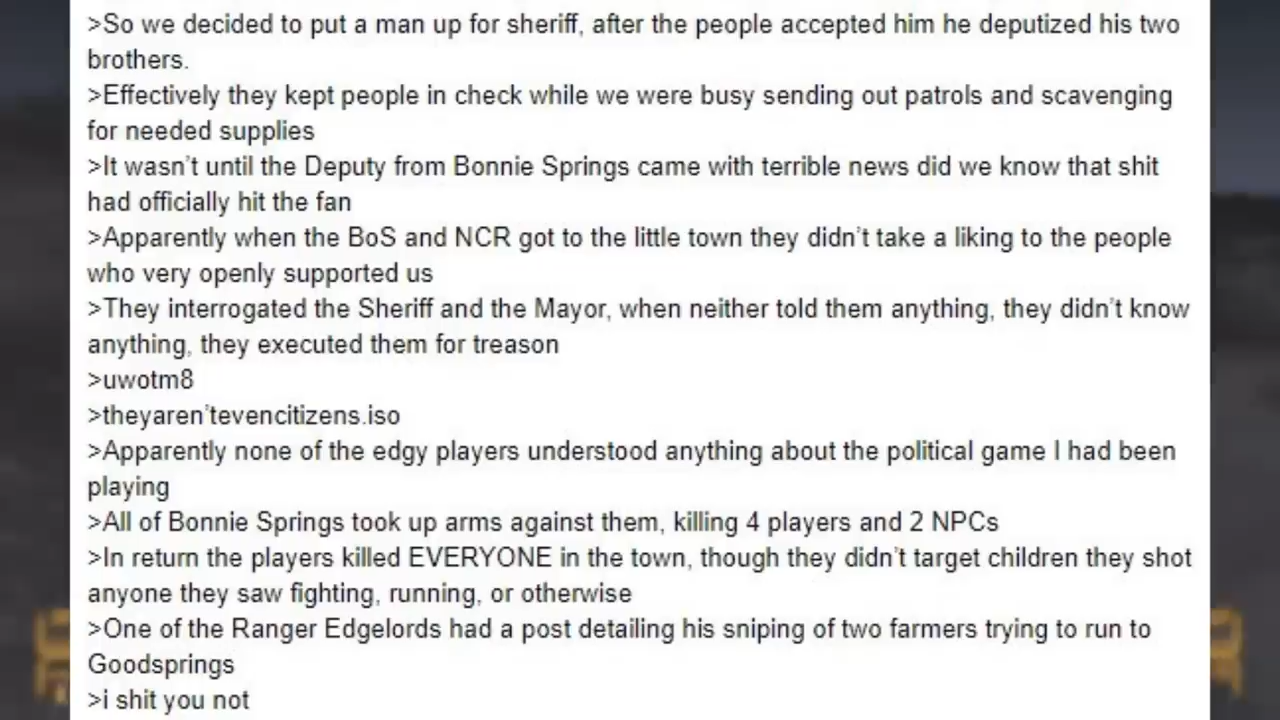 >So we decided to put a man up for sheriff, after the people accepted him he deputized his two
brothers.
>Effectively they kept people in check while we were busy sending out patrols and scavenging
for needed supplies
>It wasn't until the Deputy from Bonnie Springs came with terrible news did we know that shit
had officially hit the fan
>Apparently when the BoS and NCR got to the little town they didn't take a liking to the people
who very openly supported us
>They interrogated the Sheriff and the Mayor, when neither told them anything, they didn't know
anything, they executed them for treason
>uwotm8
>theyaren'tevencitizens.iso
>Apparently none of the edgy players understood anything about the political game I had been
playing
>All of Bonnie Springs took up arms against them, killing 4 players and 2 NPCs
>In return the players killed EVERYONE in the town, though they didn't target children they shot
anyone they saw fighting, running, or otherwise
>One of the Ranger Edgelords had a post detailing his sniping of two farmers trying to run to
Goodsprings
>i shit you not